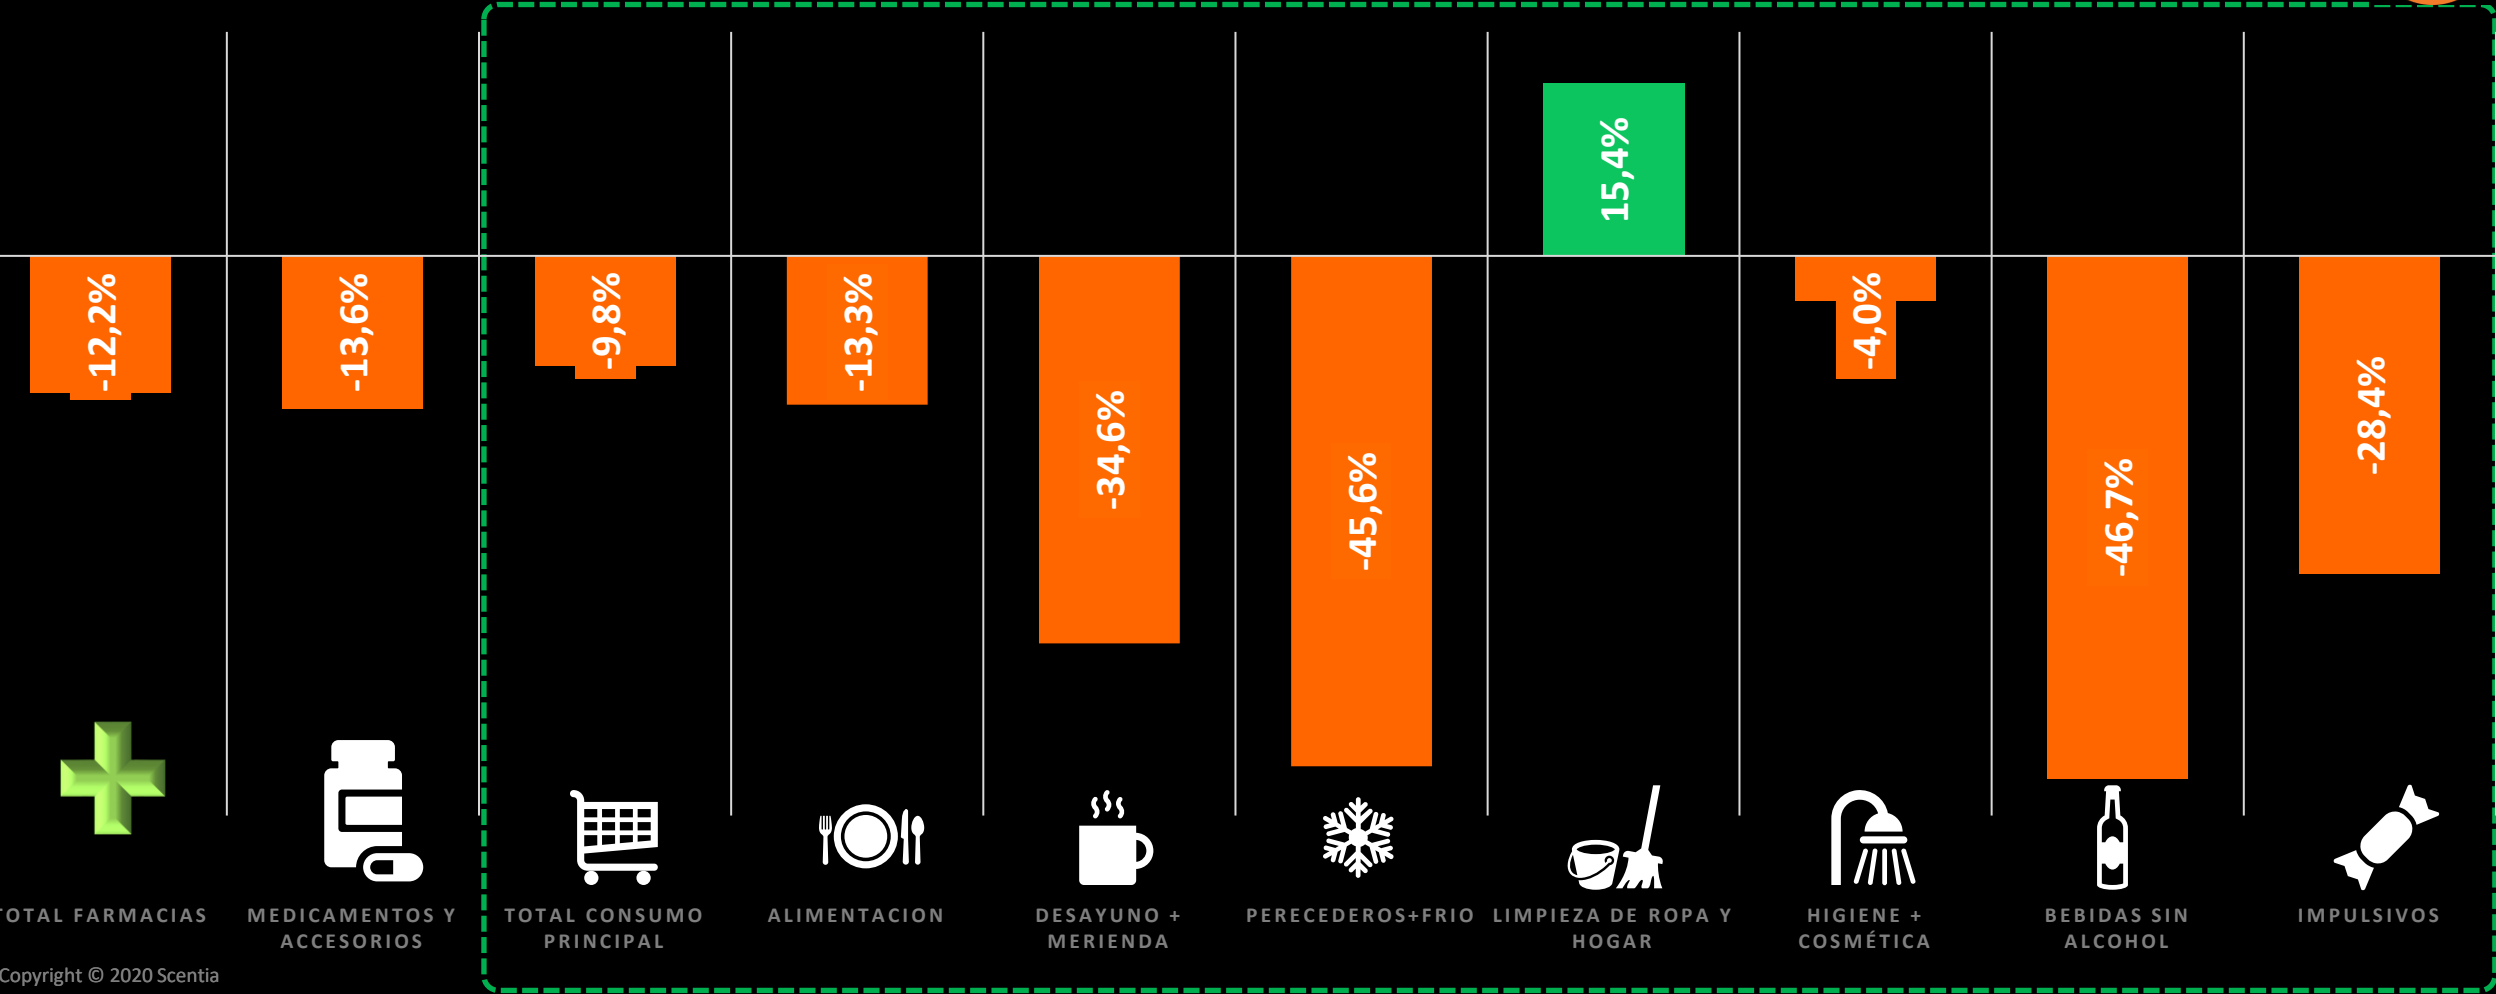 15,4%
-12,2%
-13,6%
-9,8%
-13,3%
-34,6%
-45,6%
-4,0%
-46,7%
-28,4%
TOTAL FARMACIAS
MEDICAMENTOS Y
ACCESORIOS
TOTAL CONSUMO
PRINCIPAL
ALIMENTACION
DESAYUNO +
MERIENDA
PERECEDEROS+FRIO
LIMPIEZA DE ROPA Y
HOGAR
HIGIENE +
COSMÉTICA
BEBIDAS SIN
ALCOHOL
IMPULSIVOS
Copyright © 2020 Scentia